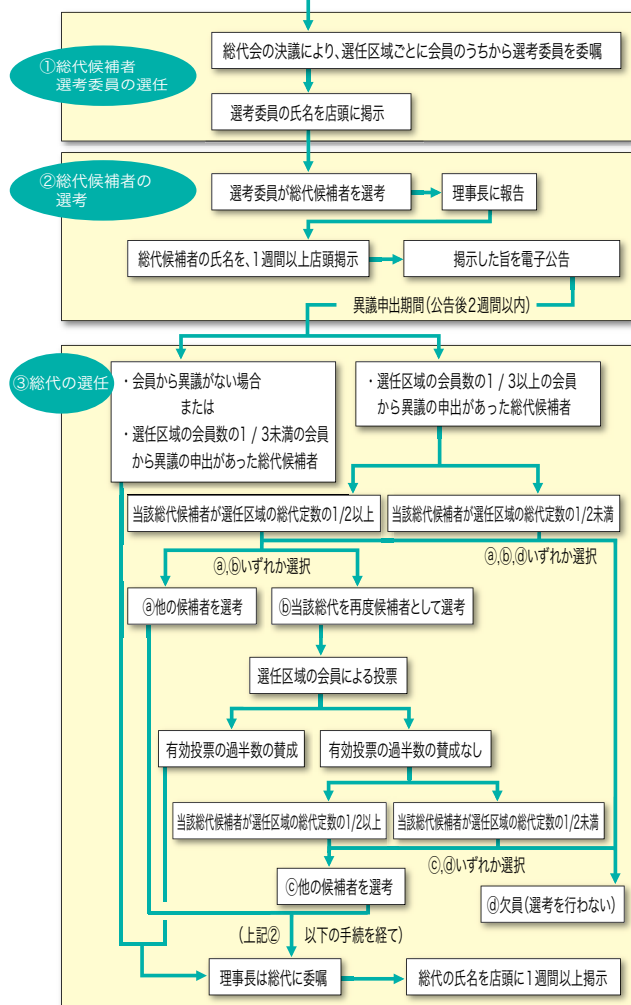 ①総代候補者
選考委員の選任
総代会の決議により、選任区域ごとに会員のうちから選考委員を委嘱
選考委員の氏名を店頭に掲示
②総代候補者の
選考
選考委員が総代候補者を選考
理事長に報告
総代候補者の氏名を、1週間以上店頭掲示
掲示した旨を電子公告
異議申出期間(公告後2週間以内)
③総代の選任
・会員から異議がない場合
または
・選任区域の会員数の1/3未満の会員
から異議の申出があった総代候補者
・選任区域の会員数の1/3以上の会員
から異議の申出があった総代候補者
当該総代候補者が選任区域の総代定数の1/2以上
当該総代候補者が選任区域の総代定数の1/2未満
ⓐ,ⓑいずれか選択
ⓐ,ⓑ,ⓓいずれか選択
ⓐ他の候補者を選考
ⓑ当該総代を再度候補者として選考
選任区域の会員による投票
有効投票の過半数の賛成
有効投票の過半数の賛成なし
当該総代候補者が選任区域の総代定数の1/2以上
当該総代候補者が選任区域の総代定数の1/2未満
ⓒ,ⓓいずれか選択
ⓒ他の候補者を選考
ⓓ欠員(選考を行わない)
(上記② 以下の手続を経て)
理事長は総代に委嘱
総代の氏名を店頭に1週間以上掲示